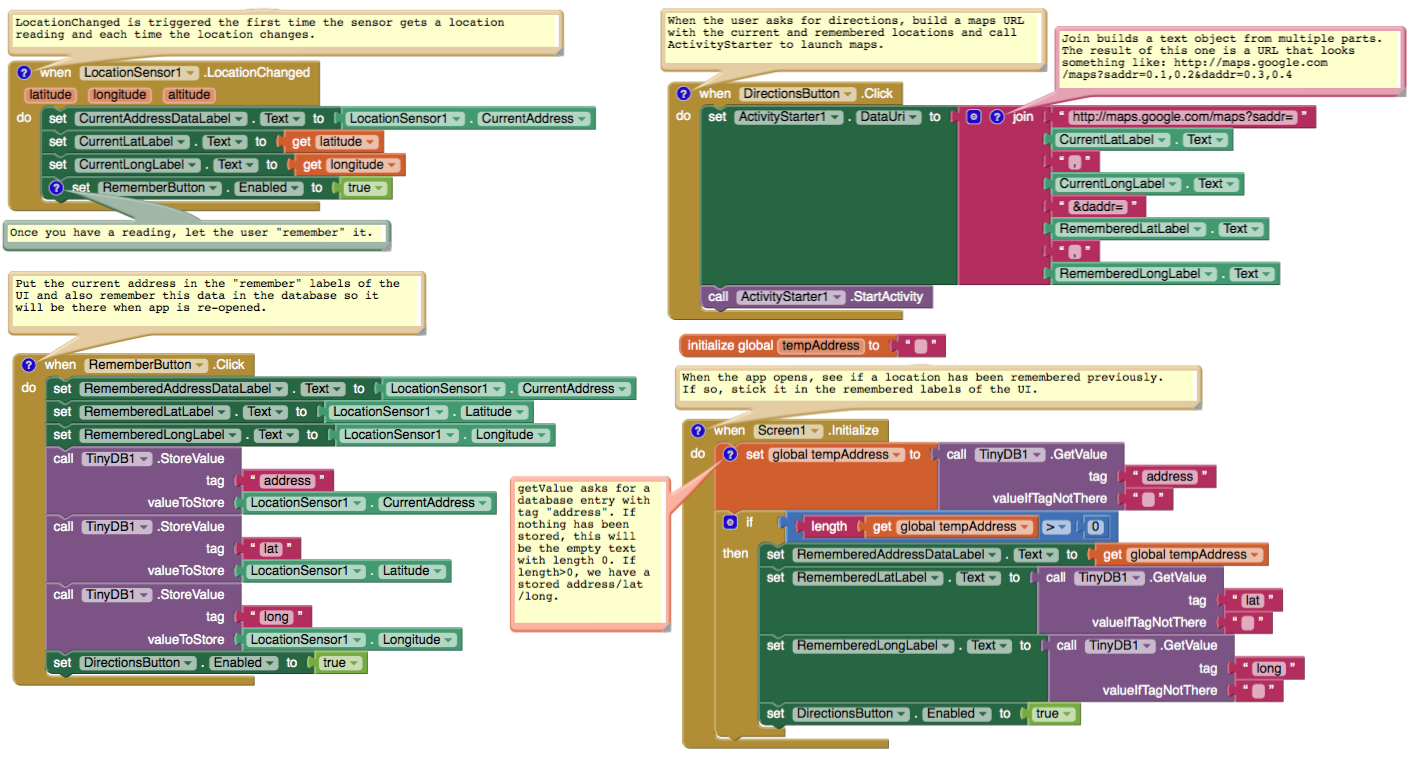 LocationChanged is triggered the first time the sensor gets a location
reading and each time the location changes.
when LocationSensor1 .LocationChanged
latitude longitude altitude
do set CurrentAddressDataLabel . Text to LocationSensor1 . CurrentAddress
set CurrentLatLabel . Text to get latitude
set CurrentLongLabel . Text to get longitude
set RememberButton . Enabled to true
Once you have a reading, let the user "remember" it.
Put the current address in the "remember" labels of the
UI and also remember this data in the database so it
will be there when app is re-opened.
when RememberButton .Click
do set RememberedAddressDataLabel . Text to LocationSensor1 . CurrentAddress
set RememberedLatLabel . Text to LocationSensor1 . Latitude
set RememberedLongLabel . Text to LocationSensor1 . Longitude
call TinyDB1 .StoreValue
tag " address "
valueToStore LocationSensor1 . CurrentAddress
call TinyDB1 .StoreValue
tag " lat "
valueToStore LocationSensor1 . Latitude
call TinyDB1 .StoreValue
tag " long "
valueToStore LocationSensor1 . Longitude
set DirectionsButton . Enabled to true
When the user asks for directions, build a maps URL
with the current and remembered locations and call
ActivityStarter to launch maps.
Join builds a text object from multiple parts.
The result of this one is a URL that looks
something like: http://maps.google.com
/maps?saddr=0.1,0.2&daddr=0.3,0.4
when DirectionsButton .Click
do set ActivityStarter1 . DataUri to join " http://maps.google.com/maps?saddr= "
CurrentLatLabel . Text
" , "
CurrentLongLabel . Text
" &daddr= "
RememberedLatLabel . Text
" , "
RememberedLongLabel . Text
call ActivityStarter1 .StartActivity
initialize global tempAddress to " "
When the app opens, see if a location has been remembered previously.
If so, stick it in the remembered labels of the UI.
when Screen1 .Initialize
do set global tempAddress to call TinyDB1 .GetValue
tag " address "
valueIfTagNotThere " "
getValue asks for a
database entry with
tag "address". If
nothing has been
stored, this will
be the empty text
with length 0. If
length>0, we have a
stored address/lat
/long.
if length get global tempAddress > 0
then set RememberedAddressDataLabel . Text to get global tempAddress
set RememberedLatLabel . Text to call TinyDB1 .GetValue
tag " lat "
valueIfTagNotThere " "
set RememberedLongLabel . Text to call TinyDB1 .GetValue
tag " long "
valueIfTagNotThere " "
set DirectionsButton . Enabled to true